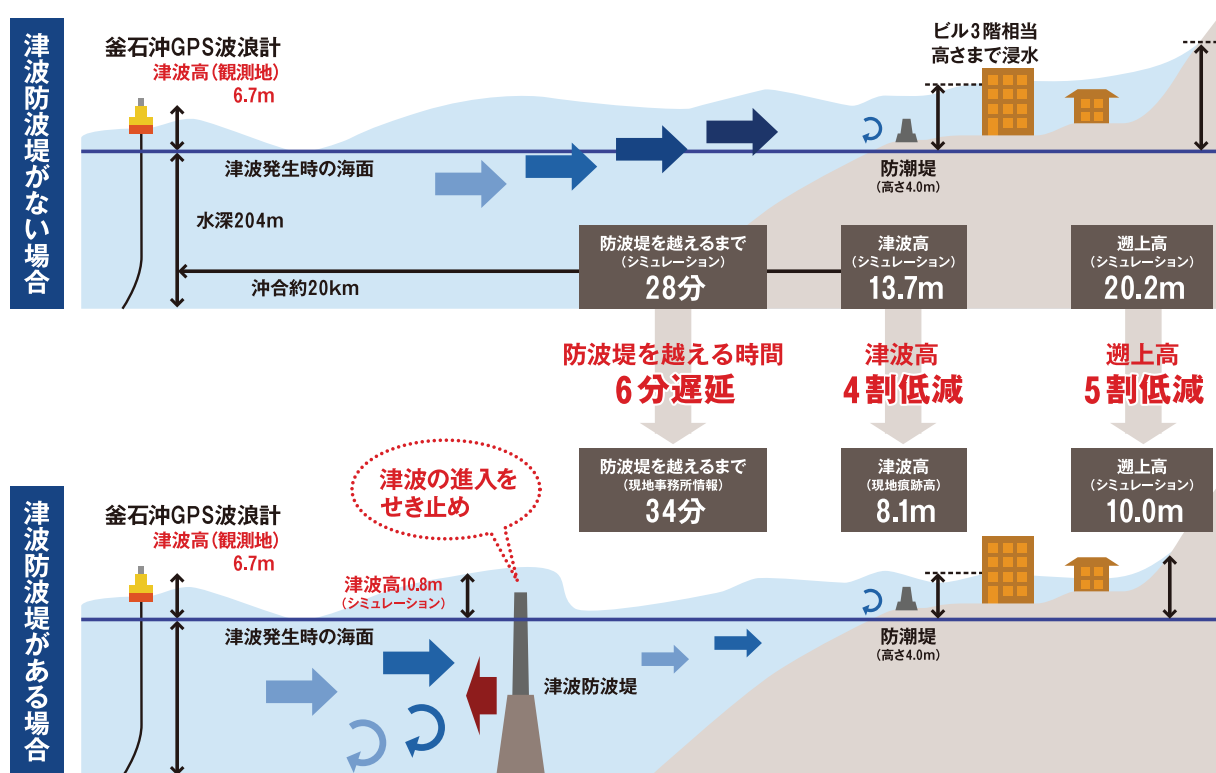 津波防波堤がない場合
釜石沖GPS波浪計
津波高(観測地)
6.7m
ビル3階相当
高さまで浸水
津波発生時の海面
防潮堤
(高さ4.0m)
水深204m
沖合約20km
防波堤を越えるまで
(シミュレーション)
28分
津波高
(シミュレーション)
13.7m
遡上高
(シミュレーション)
20.2m
防波堤を越える時間
6分遅延
津波高
4割低減
遡上高
5割低減
防波堤を越えるまで
(現地事務所情報)
34分
津波高
(現地痕跡高)
8.1m
遡上高
(シミュレーション)
10.0m
津波防波堤がある場合
釜石沖GPS波浪計
津波高(観測地)
6.7m
津波の進入を
せき止め
津波高10.8m
(シミュレーション)
津波発生時の海面
津波防波堤
防潮堤
(高さ4.0m)